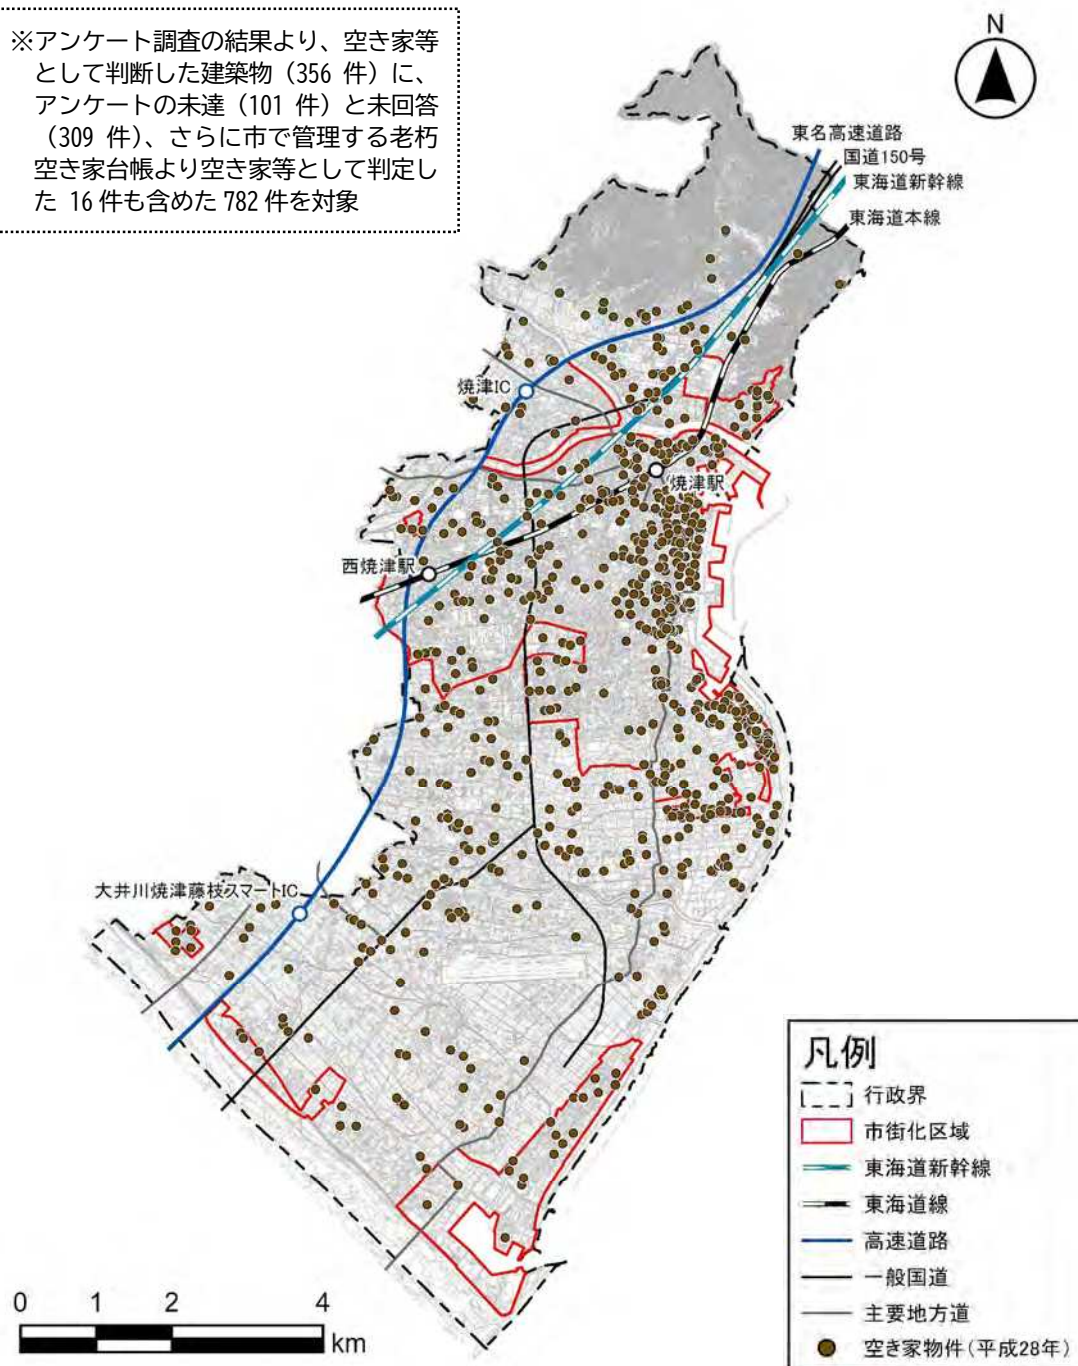 ※アンケート調査の結果より、空き家等
として判断した建築物（356 件）に、
アンケートの未達（101 件）と未回答
（309 件）、さらに市で管理する老朽
空き家台帳より空き家等として判定し
た 16 件も含めた 782 件を対象
N
東名高速道路
国道150号
東海道新幹線
東海道本線
焼津IC
焼津駅
西焼津駅
大井川焼津藤枝スマートIC
凡例
行政界
市街化区域
東海道新幹線
東海道線
高速道路
一般国道
主要地方道
空き家物件(平成28年)
0 1 2 4
km